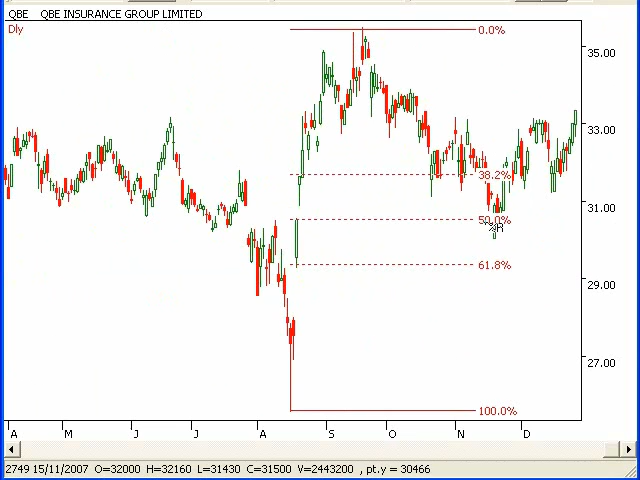 QBE QBE INSURANCE GROUP LIMITED
Dly
0.0%
35.00
33.00
38.2%
31.00
50.0%
61.8%
29.00
27.00
100.0%
A M J J A S O N D
2749 15/11/2007 O=32000 H=32160 L=31430 C=31500 V=2443200 , pt.y = 30466